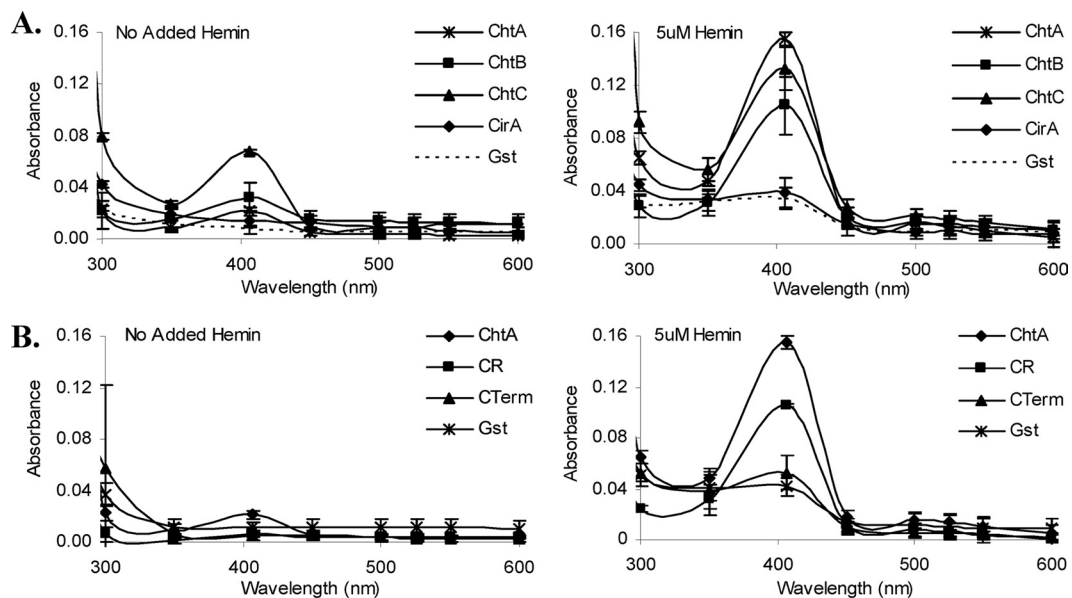 A.
No Added Hemin
Absorbance
0.16
0.12
0.08
0.04
0.00
300 400 500 600
Wavelength (nm)
ChtA
ChtB
ChtC
CirA
Gst
5uM Hemin
Absorbance
0.16
0.12
0.08
0.04
0.00
300 400 500 600
Wavelength (nm)
ChtA
ChtB
ChtC
CirA
Gst
B.
No Added Hemin
Absorbance
0.16
0.12
0.08
0.04
0.00
300 400 500 600
Wavelength (nm)
ChtA
CR
CTerm
Gst
5uM Hemin
Absorbance
0.16
0.12
0.08
0.04
0
300 400 500 600
Wavelength (nm)
ChtA
CR
CTerm
Gst